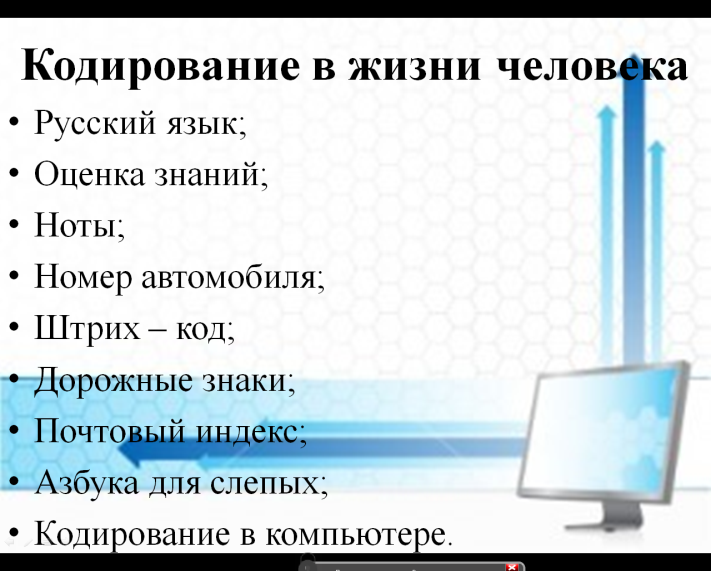 Кодирование в жизни человека
• Русский язык;
• Оценка знаний;
• Ноты;
• Номер автомобиля;
• Штрих – код;
• Дорожные знаки;
• Почтовый индекс;
• Азбука для слепых;
• Кодирование в компьютере.